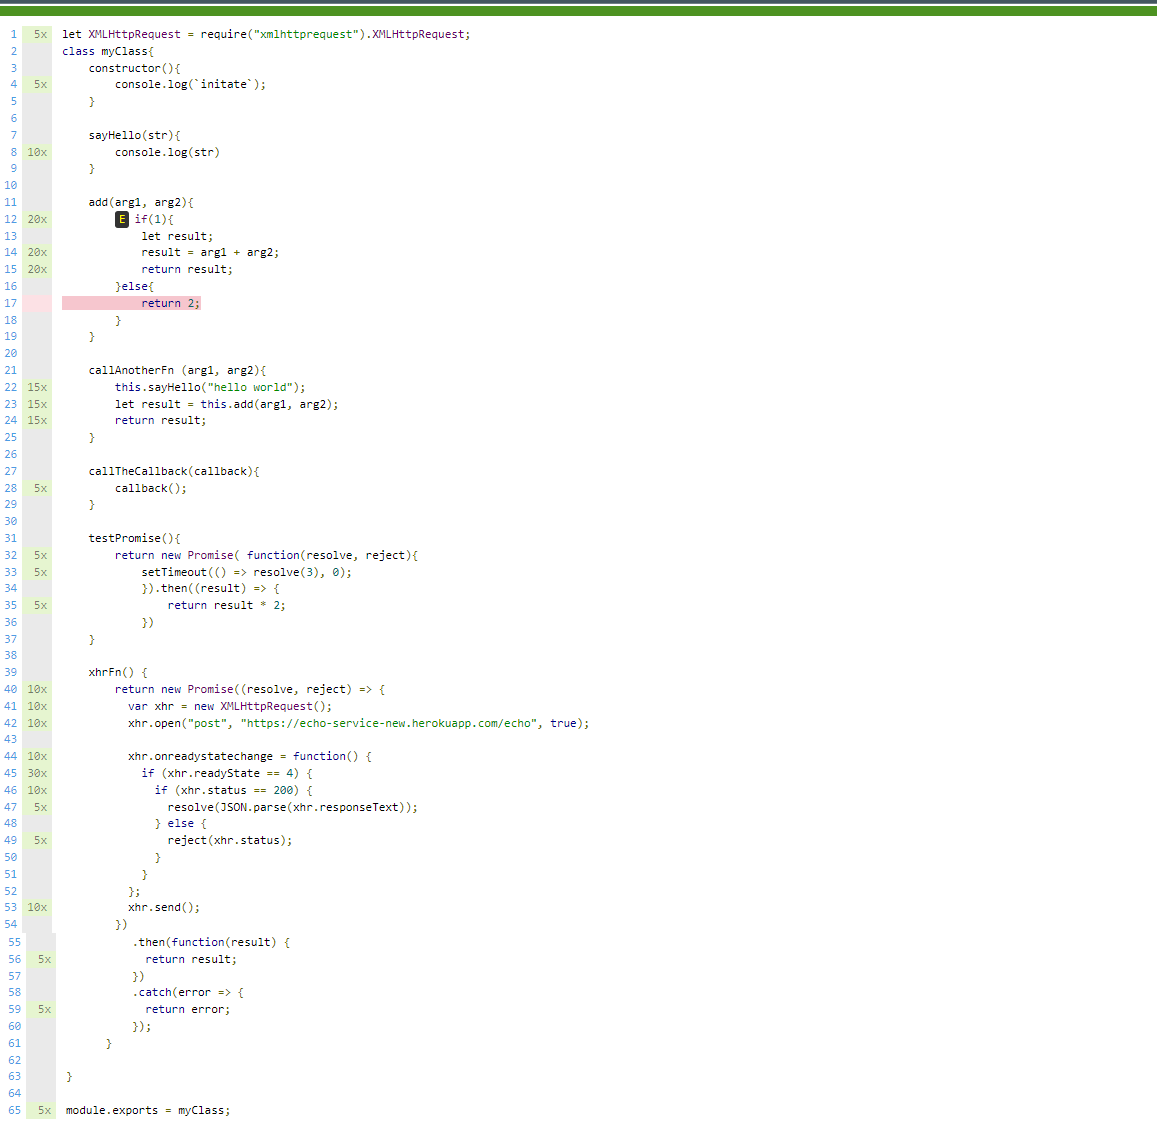 1 5x let XMLHttpRequest = require("xmlhttprequest").XMLHttpRequest;
2 class myClass{
3 constructor(){
4 5x console.log(`initate`);
5 }
6
7 sayHello(str){
8 10x console.log(str)
9 }
10
11 add(arg1, arg2){
12 20x E if(1){
13 let result;
14 20x result = arg1 + arg2;
15 20x return result;
16 }else{
17 return 2;
18 }
19 }
20
21 callAnotherFn (arg1, arg2){
22 15x this.sayHello("hello world");
23 15x let result = this.add(arg1, arg2);
24 15x return result;
25 }
26
27 callTheCallback(callback){
28 5x callback();
29 }
30
31 testPromise(){
32 5x return new Promise( function(resolve, reject){
33 5x setTimeout(() => resolve(3), 0);
34 }).then((result) => {
35 5x return result * 2;
36 })
37 }
38
39 xhrFn() {
40 10x return new Promise((resolve, reject) => {
41 10x var xhr = new XMLHttpRequest();
42 10x xhr.open("post", "https://echo-service-new.herokuapp.com/echo", true);
43
44 10x xhr.onreadystatechange = function() {
45 30x if (xhr.readyState == 4) {
46 10x if (xhr.status == 200) {
47 5x resolve(JSON.parse(xhr.responseText));
48 } else {
49 5x reject(xhr.status);
50 }
51 }
52 };
53 10x xhr.send();
54 })
55 .then(function(result) {
56 5x return result;
57 })
58 .catch(error => {
59 5x return error;
60 });
61 }
62
63 }
64
65 5x module.exports = myClass;